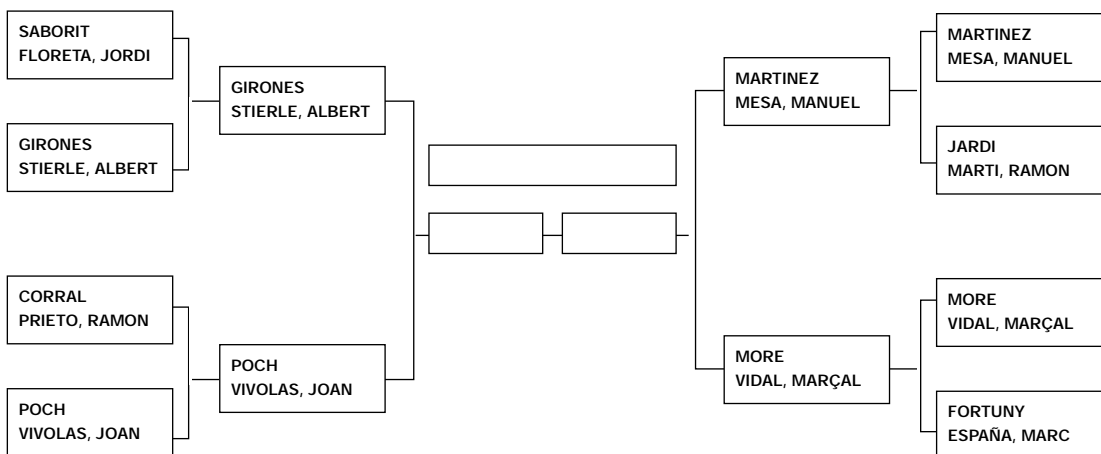 SABORIT
FLORETA, JORDI
GIRONES
STIERLE, ALBERT
GIRONES
STIERLE, ALBERT
CORRAL
PRIETO, RAMON
POCH
VIVOLAS, JOAN
POCH
VIVOLAS, JOAN
MARTINEZ
MESA, MANUEL
MARTINEZ
MESA, MANUEL
JARDI
MARTI, RAMON
MORE
VIDAL, MARÇAL
MORE
VIDAL, MARÇAL
FORTUNY
ESPAÑA, MARC